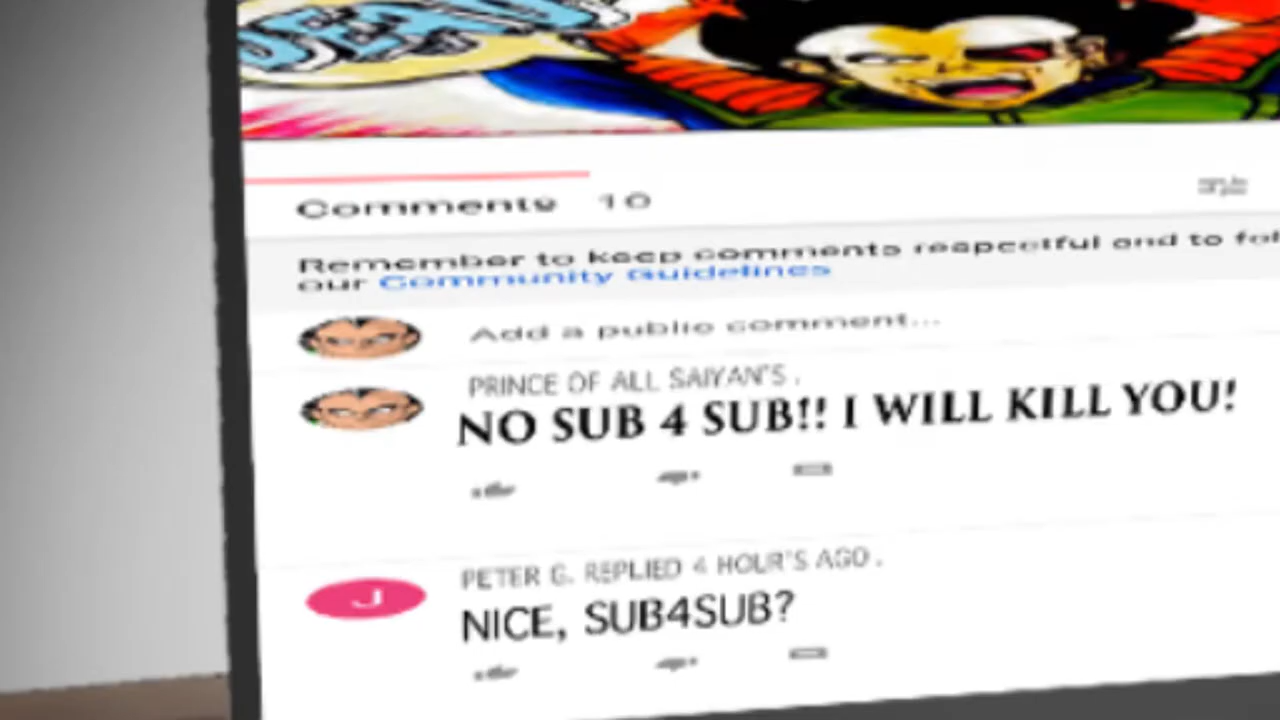 Comments 10
Remember to keep comments respectful and to
our Community Guidelines
Add a public comment...
PRINCE OF ALL SAIYAN'S .
NO SUB 4 SUB!! I WILL KILL YOU!
PETER G. REPLIED 4 HOUR'S AGO .
J
NICE, SUB4SUB?